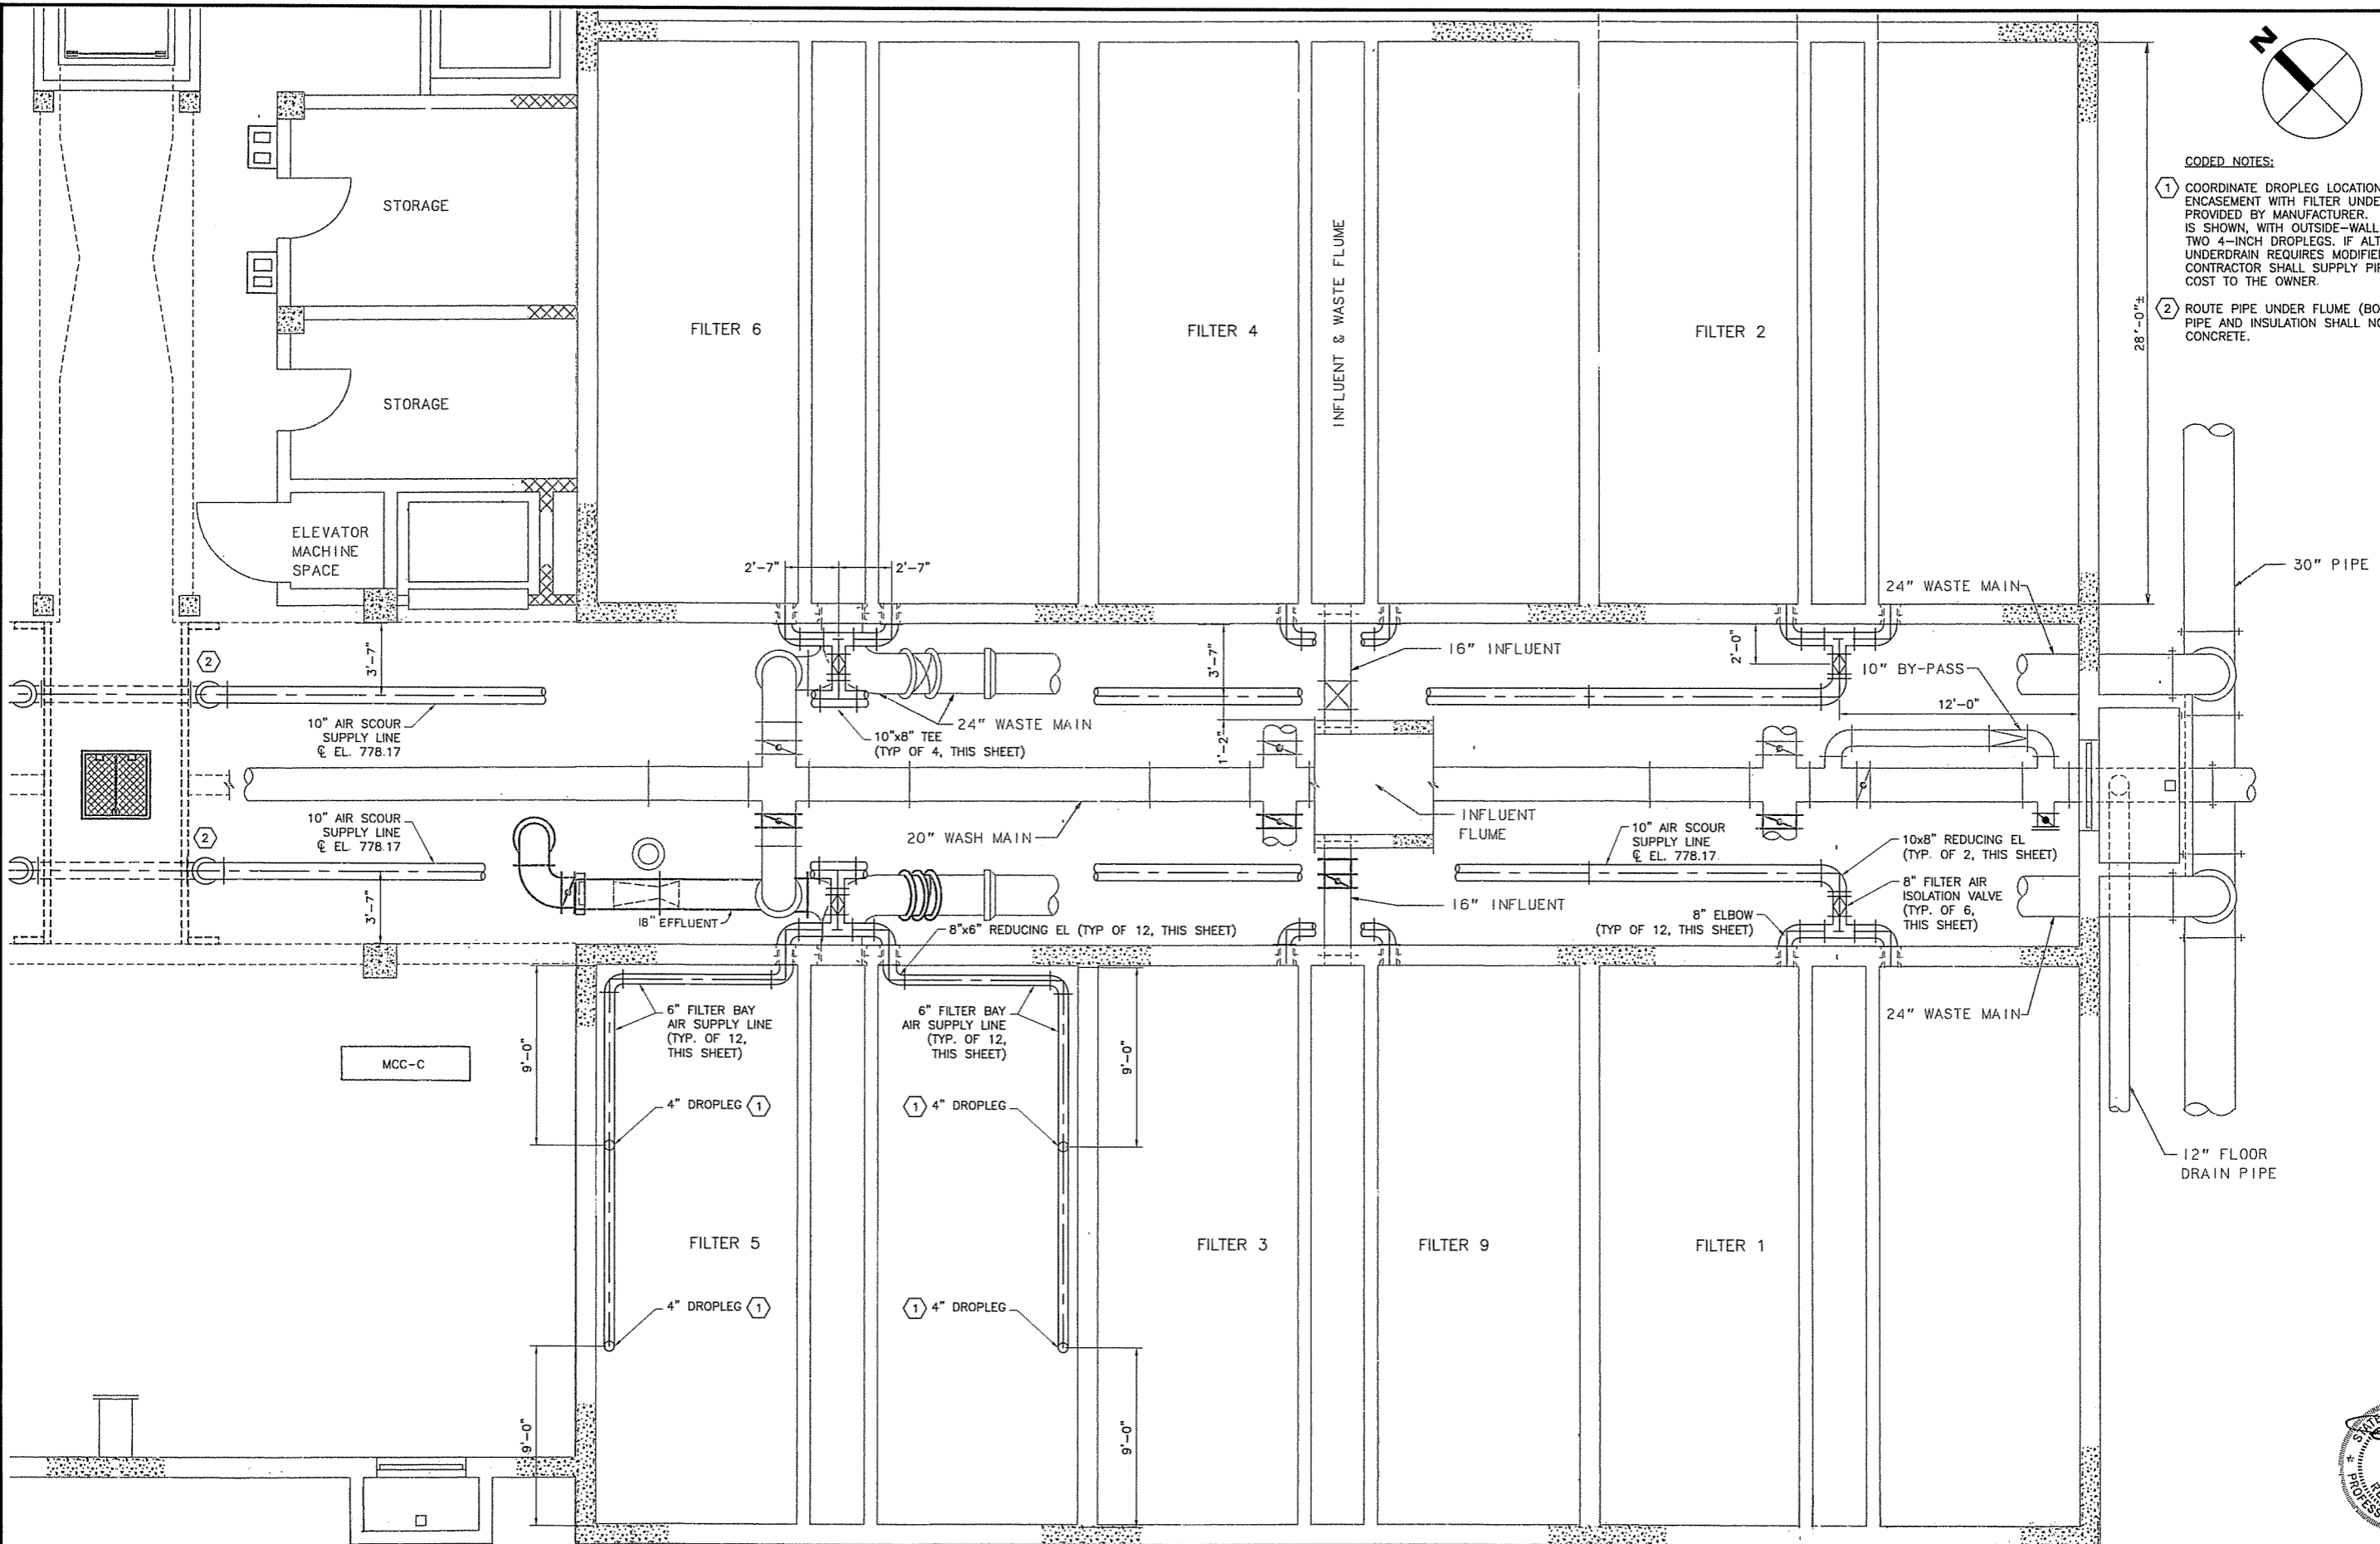 N
CODED NOTES:
1 COORDINATE DROPLEG LOCATION
ENCASEMENT WITH FILTER UNDE
PROVIDED BY MANUFACTURER.
IS SHOWN, WITH OUTSIDE-WALL
TWO 4-INCH DROPLEGS. IF ALT
UNDERDRAIN REQUIRES MODIFIE
CONTRACTOR SHALL SUPPLY PI
COST TO THE OWNER.
2 ROUTE PIPE UNDER FLUME (BO
PIPE AND INSULATION SHALL NO
CONCRETE.
28'-0"±
STORAGE
STORAGE
ELEVATOR
MACHINE
SPACE
FILTER 6
FILTER 4
INFLUENT & WASTE FLUME
FILTER 2
2'-7"
2'-7"
24" WASTE MAIN
30" PIPE
2
3'-7"
3'-7"
16" INFLUENT
2'-0"
10" BY-PASS
12'-0"
10" AIR SCOUR
SUPPLY LINE
℄ EL. 778.17
24" WASTE MAIN
10"x8" TEE
(TYP OF 4, THIS SHEET)
1'-2"
10" AIR SCOUR
SUPPLY LINE
℄ EL. 778.17
2
20" WASH MAIN
INFLUENT
FLUME
10" AIR SCOUR
SUPPLY LINE
℄ EL. 778.17
10x8" REDUCING EL
(TYP. OF 2, THIS SHEET)
8" FILTER AIR
ISOLATION VALVE
(TYP. OF 6,
THIS SHEET)
3'-7"
18" EFFLUENT
16" INFLUENT
8"x6" REDUCING EL (TYP OF 12, THIS SHEET)
8" ELBOW
(TYP OF 12, THIS SHEET)
6" FILTER BAY
AIR SUPPLY LINE
(TYP. OF 12,
THIS SHEET)
6" FILTER BAY
AIR SUPPLY LINE
(TYP. OF 12,
THIS SHEET)
24" WASTE MAIN
MCC-C
9'-0"
9'-0"
4" DROPLEG 1
1 4" DROPLEG
12" FLOOR
DRAIN PIPE
FILTER 5
FILTER 3
FILTER 9
FILTER 1
4" DROPLEG 1
1 4" DROPLEG
9'-0"
9'-0"